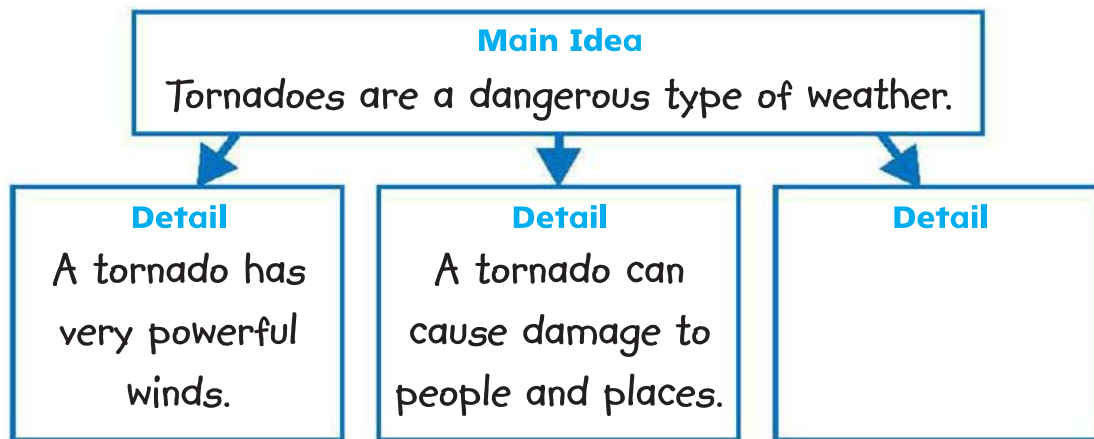 Main Idea
Tornadoes are a dangerous type of weather.
Detail
A tornado has
very powerful
winds.
Detail
A tornado can
cause damage to
people and places.
Detail